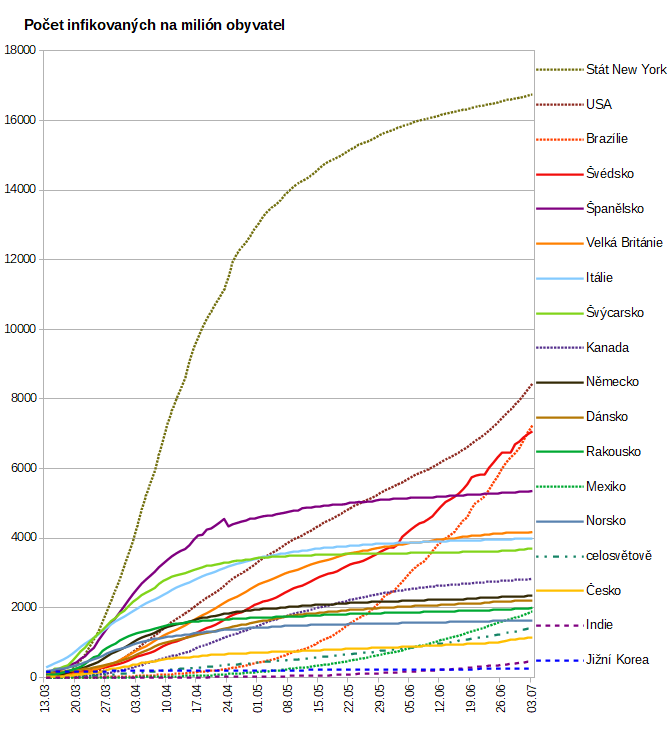 Počet infikovaných na milión obyvatel
18000
16000
14000
12000
10000
8000
6000
4000
2000
0
13.03
20.03
27.03
03.04
10.04
17.04
24.04
01.05
08.05
15.05
22.05
29.05
05.06
12.06
19.06
26.06
03.07
Stát New York
USA
Brazílie
Švédsko
Španělsko
Velká Británie
Itálie
Švýcarsko
Kanada
Německo
Dánsko
Rakousko
Mexiko
Norsko
celosvětově
Česko
Indie
Jižní Korea